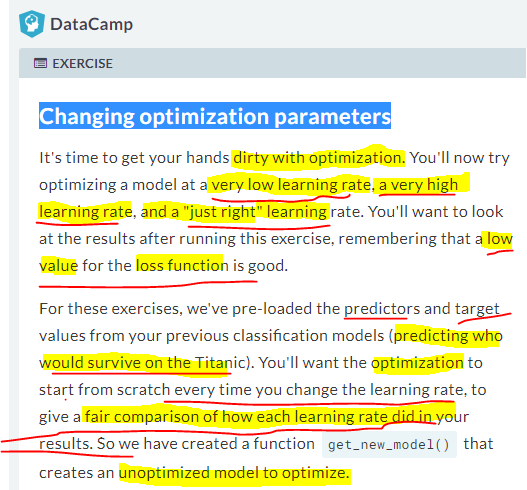 DataCamp
EXERCISE
Changing optimization parameters
It's time to get your hands dirty with optimization. You'll now try
optimizing a model at a very low learning rate, a very high
learning rate, and a "just right" learning rate. You'll want to look
at the results after running this exercise, remembering that a low
value for the loss function is good.
For these exercises, we've pre-loaded the predictors and target
values from your previous classification models (predicting who
would survive on the Titanic). You'll want the optimization to
start from scratch every time you change the learning rate, to
give a fair comparison of how each learning rate did in your
results. So we have created a function get_new_model() that
creates an unoptimized model to optimize.